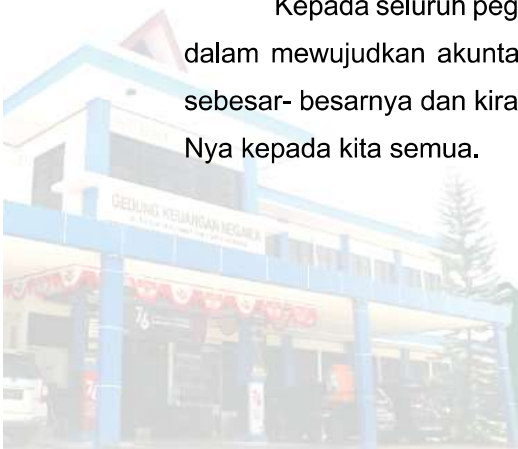 Kepada seluruh peg
dalam mewujudkan akunta
sebesar- besarnya dan kira
Nya kepada kita semua.
GEDUNG KEUANGAN NEGARA
76